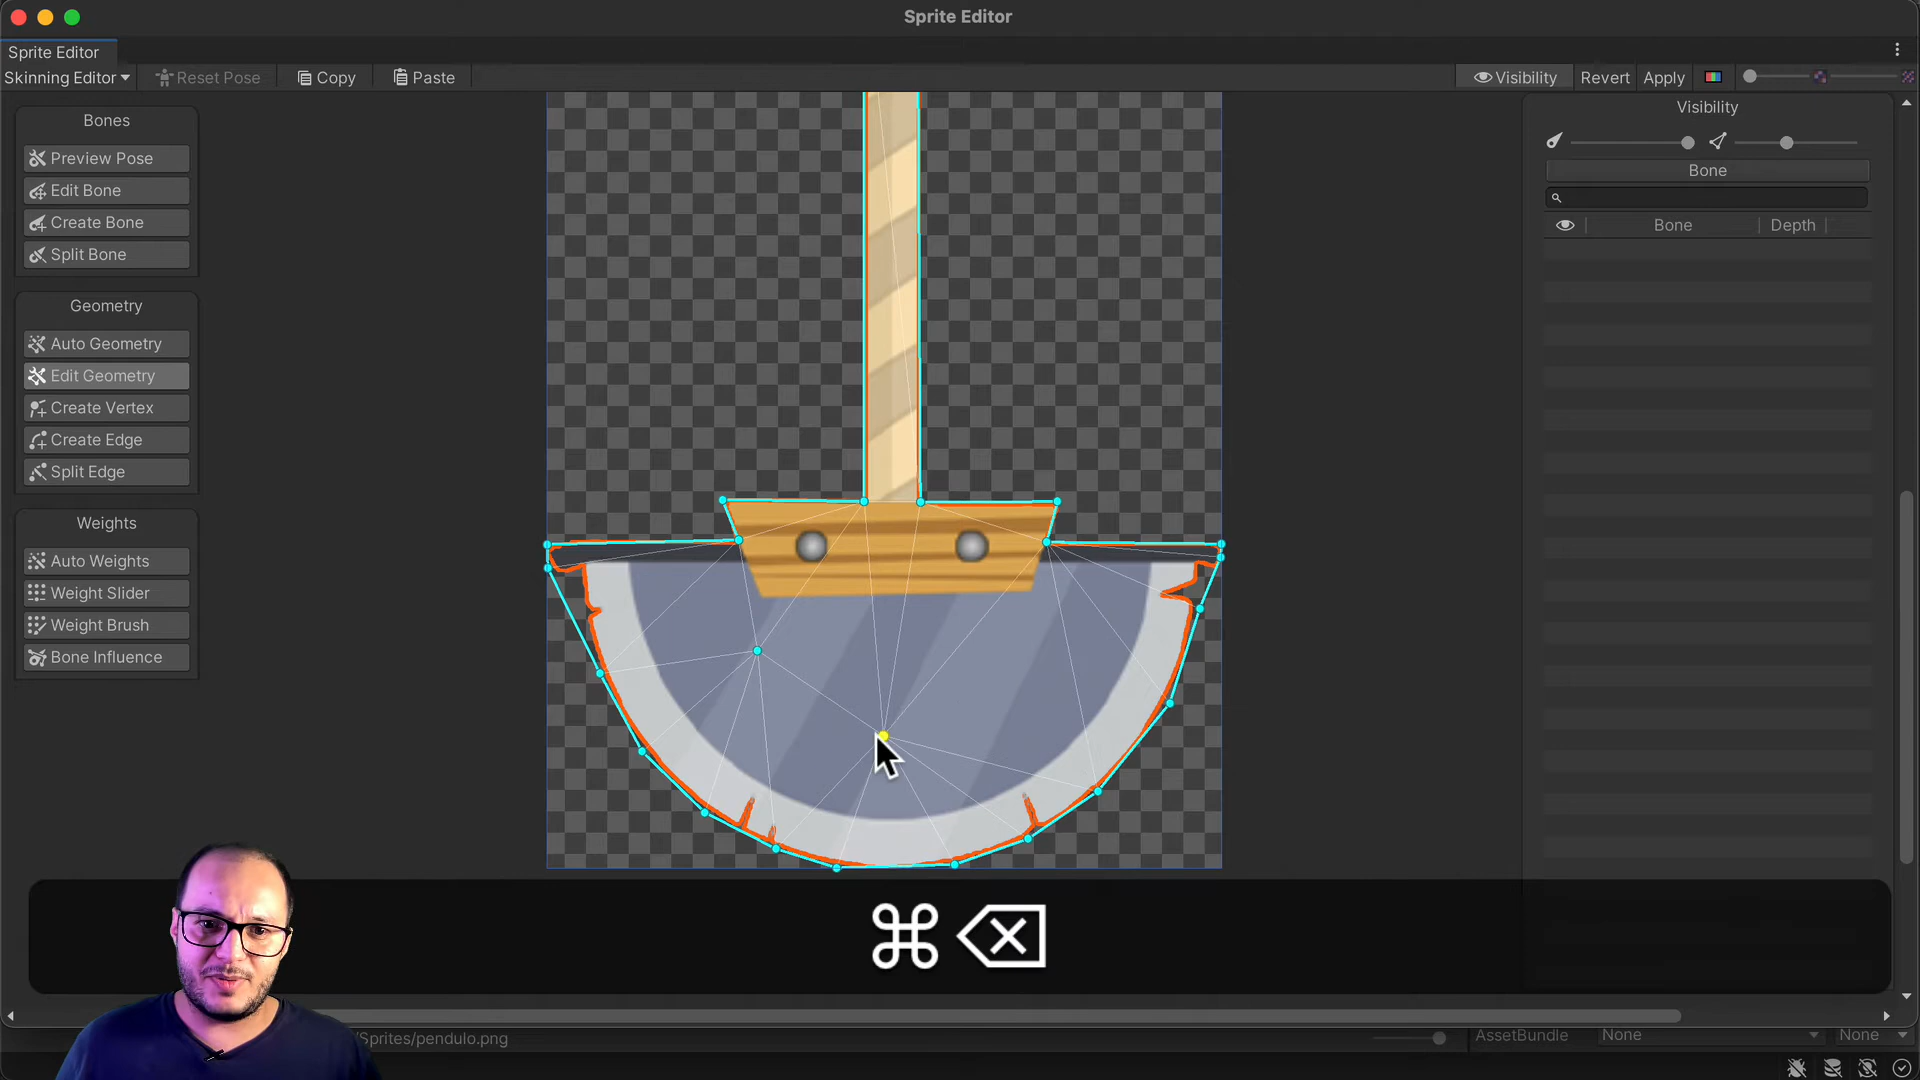 Sprite Editor
Sprite Editor
Skinning Editor
Reset Pose
Copy
Paste
Visibility
Revert
Apply
Bones
Preview Pose
Edit Bone
Create Bone
Split Bone
Geometry
Auto Geometry
Edit Geometry
Create Vertex
Create Edge
Split Edge
Weights
Auto Weights
Weight Slider
Weight Brush
Bone Influence
Visibility
Bone
Bone
Depth
/Sprites/pendulo.png
AssetBundle
None
None